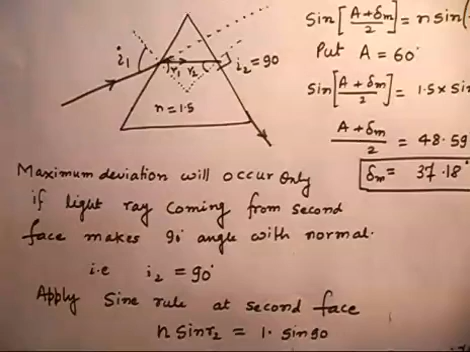 i₁
r₁ r₂
i₂ = 90
n = 1.5
Sin[(A+δm)/2] = n sin(
Put A = 60°
Sin[(A+δm)/2] = 1.5 × sin
(A+δm)/2 = 48.59
δm = 37.18°
Maximum deviation will occur only
if light ray coming from second
face makes 90° angle with normal.
i.e i₂ = 90°
Apply Sine rule at second face
n sin r₂ = 1. sin 90